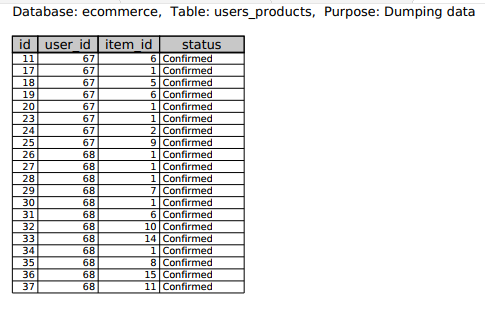 Database: ecommerce, Table: users_products, Purpose: Dumping data
id user_id item_id status
11 67 6 Confirmed
17 67 1 Confirmed
18 67 5 Confirmed
19 67 6 Confirmed
20 67 1 Confirmed
23 67 1 Confirmed
24 67 2 Confirmed
25 67 9 Confirmed
26 68 1 Confirmed
27 68 1 Confirmed
28 68 1 Confirmed
29 68 7 Confirmed
30 68 1 Confirmed
31 68 6 Confirmed
32 68 10 Confirmed
33 68 14 Confirmed
34 68 1 Confirmed
35 68 8 Confirmed
36 68 15 Confirmed
37 68 11 Confirmed